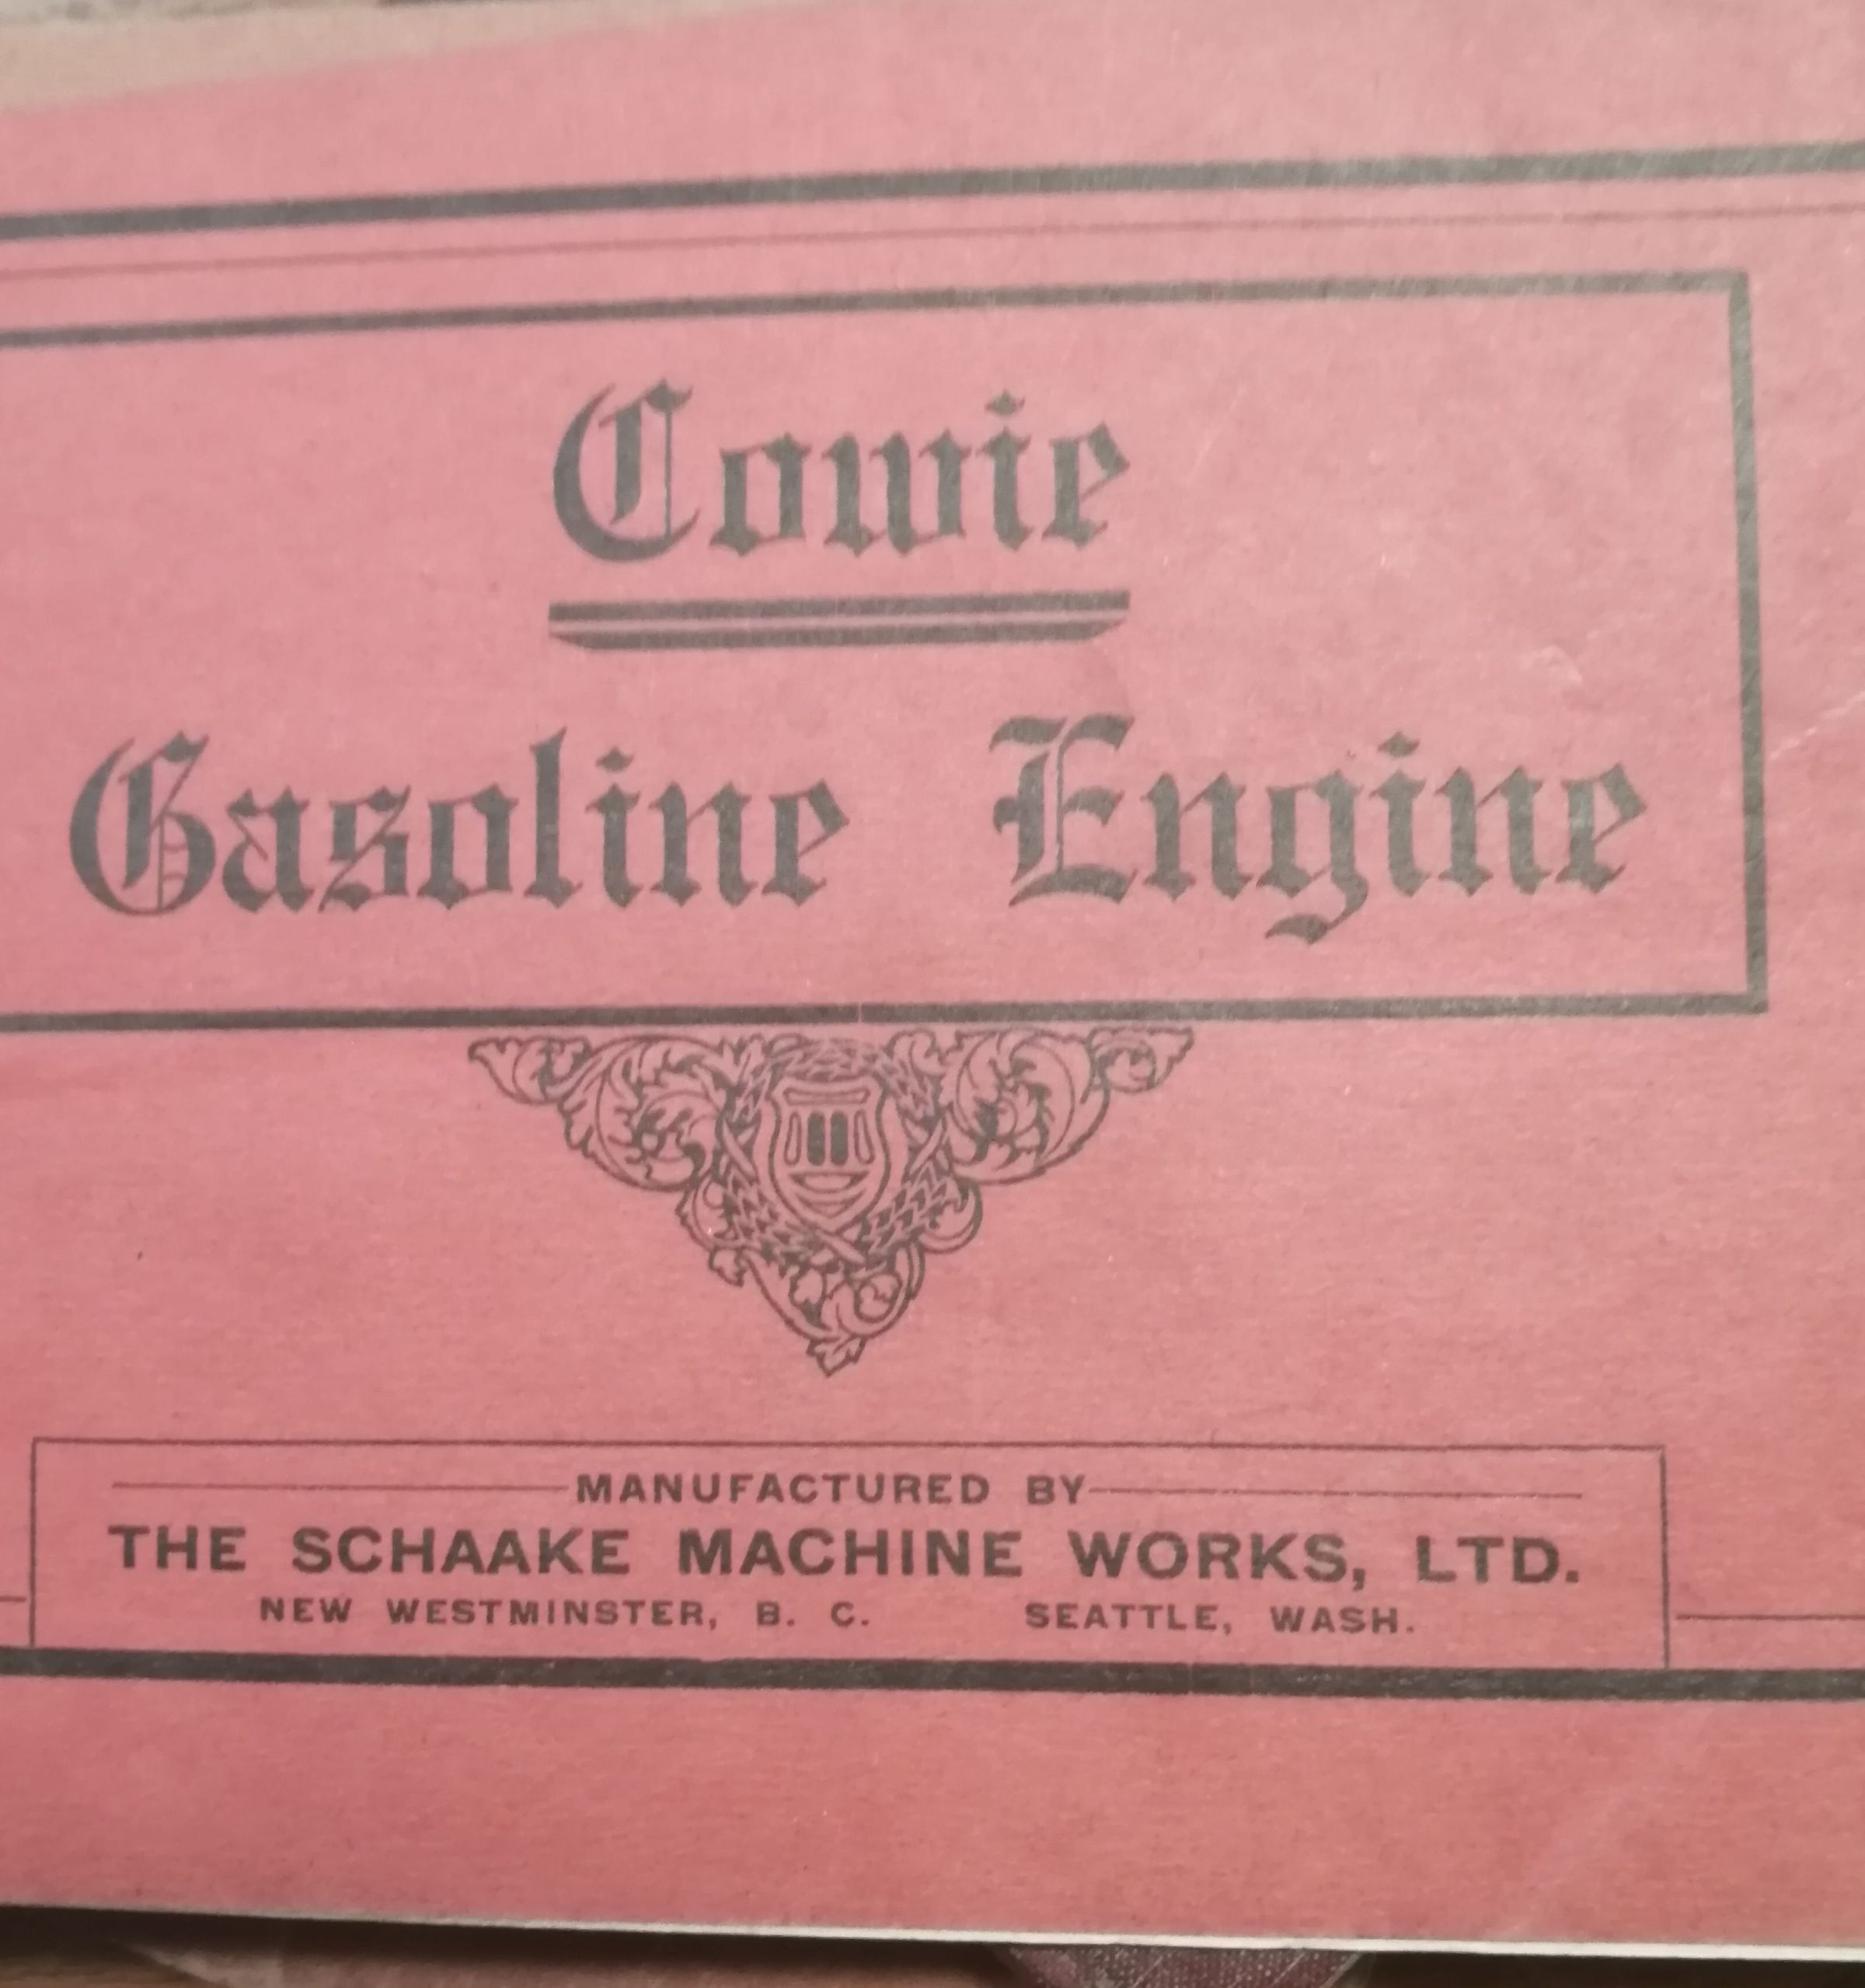 Cowie
Gasoline Engine
MANUFACTURED BY
THE SCHAAKE MACHINE WORKS, LTD.
NEW WESTMINSTER, B. C. SEATTLE, WASH.